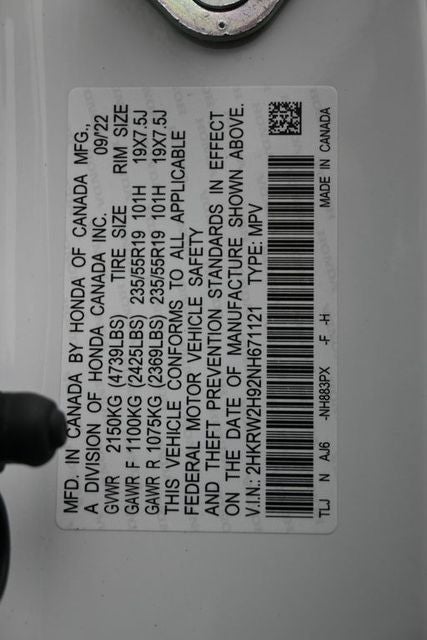 MFD. IN CANADA BY HONDA OF CANADA MFG.,
A DIVISION OF HONDA CANADA INC. 09/'22
GVWR 2150KG (4739LBS) TIRE SIZE RIM SIZE
GAWR F 1100KG (2425LBS) 235/55R19 101H 19X7.5J
GAWR R 1075KG (2369LBS) 235/55R19 101H 19X7.5J
THIS VEHICLE CONFORMS TO ALL APPLICABLE
FEDERAL MOTOR VEHICLE SAFETY
AND THEFT PREVENTION STANDARDS IN EFFECT
ON THE DATE OF MANUFACTURE SHOWN ABOVE.
V.I.N.: 2HKRW2H92NH671121 TYPE: MPV
TLJ N AJ6 -NH883PX -F -H MADE IN CANADA